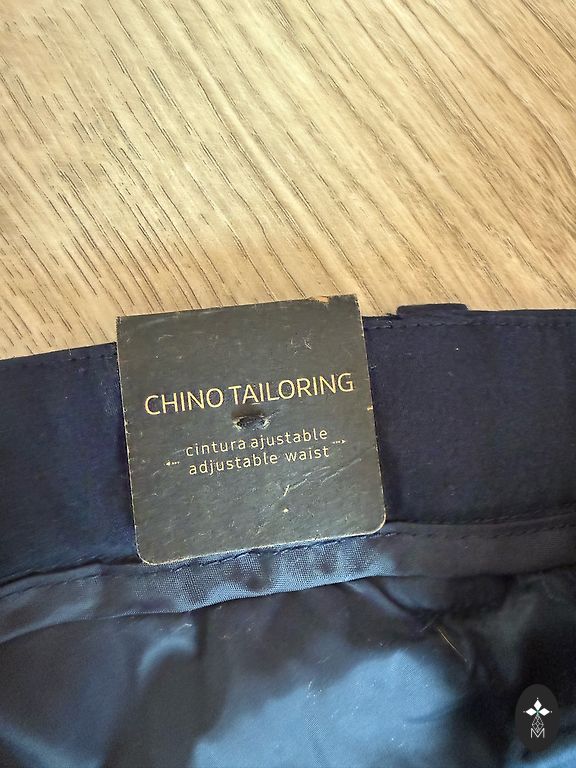 CHINO TAILORING
cintura ajustable
adjustable waist
M